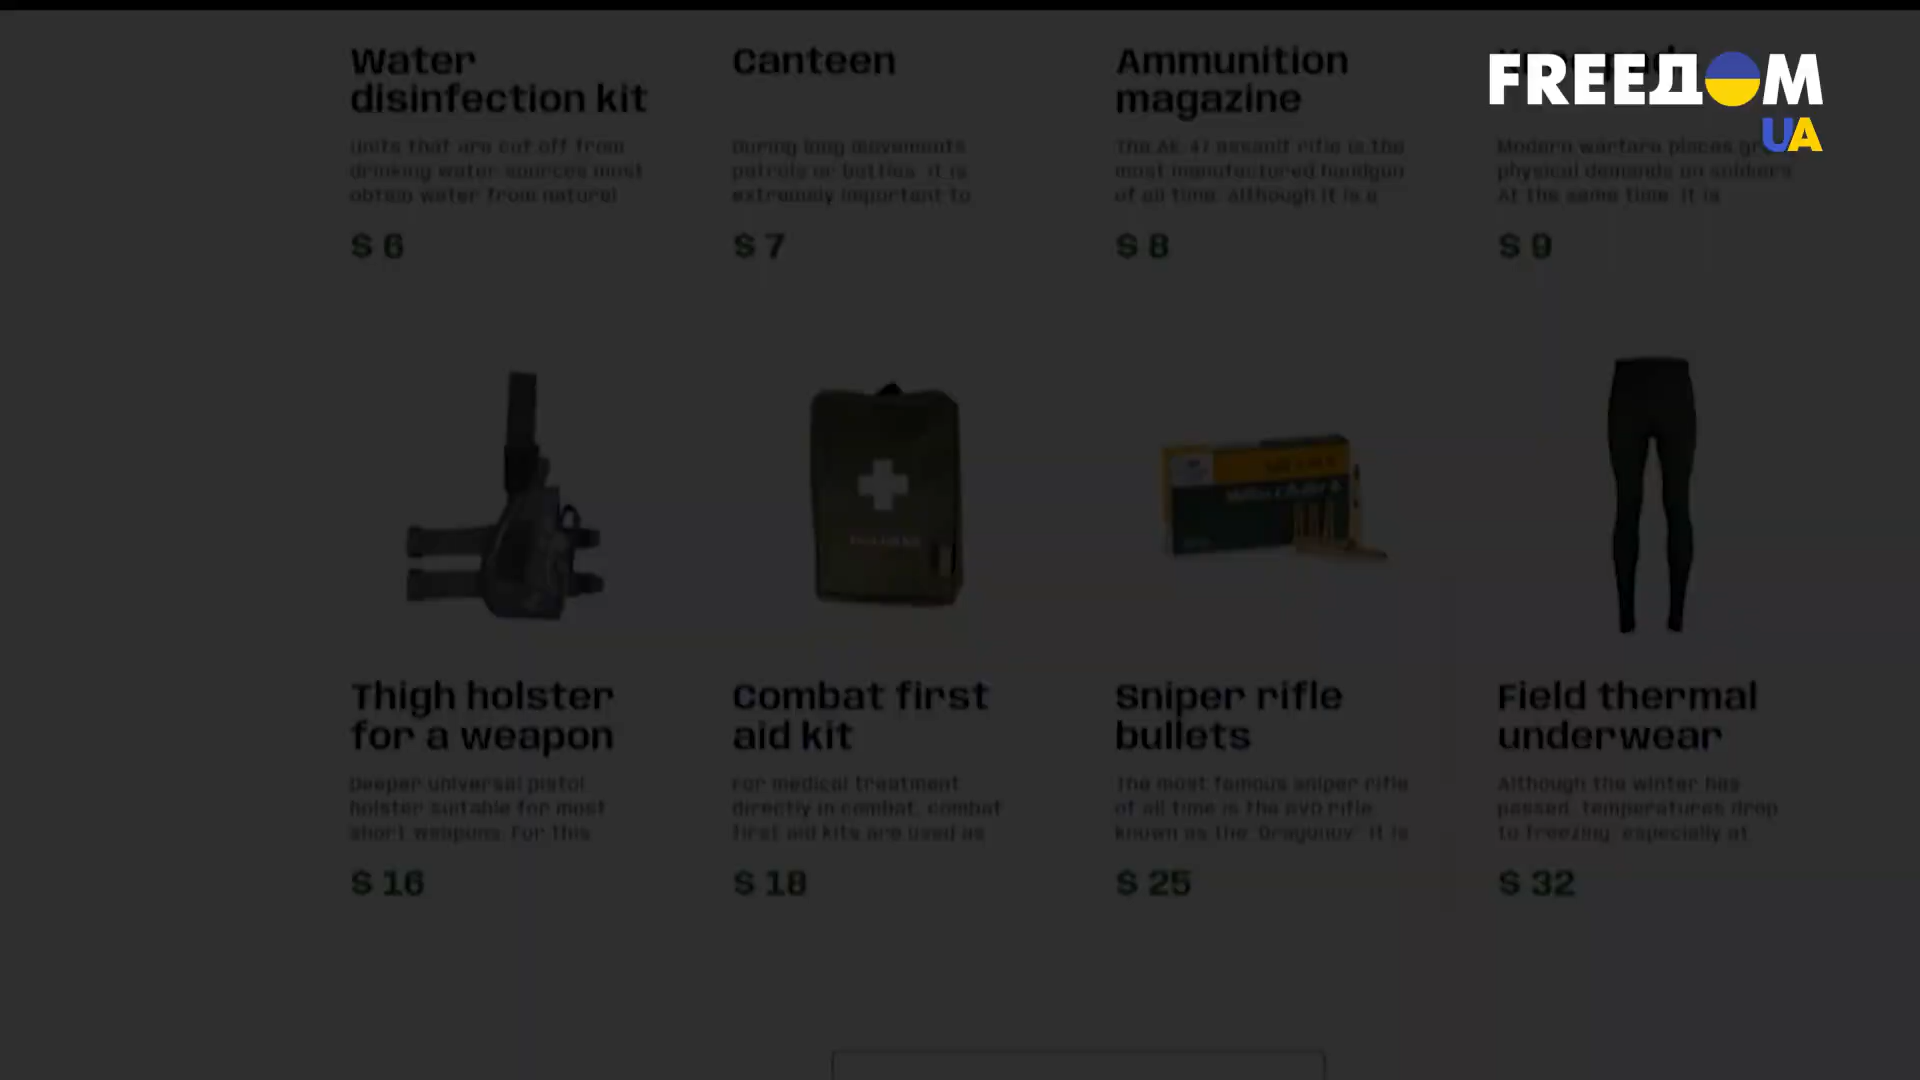 Water
disinfection kit
Units that are cut off from
drinking water sources must
obtain water from natural
$ 6
Canteen
During long movements
patrols or battles, it is
extremely important to
$ 7
Ammunition
magazine
The AK-47 assault rifle is the
most manufactured handgun
of all time. Although it is a
$ 8
Modern warfare places
physical demands on soldiers
At the same time, it is
$ 9
FREEДOM
UA
Thigh holster
for a weapon
Deeper universal pistol
holster suitable for most
short weapons. For this
$ 16
Combat first
aid kit
For medical treatment
directly in combat, combat
first aid kits are used as
$ 18
Sniper rifle
bullets
The most famous sniper rifle
of all time is the SVD rifle,
known as the "Dragunov". It is
$ 25
Field thermal
underwear
Although the winter has
passed, temperatures drop
to freezing, especially at
$ 32